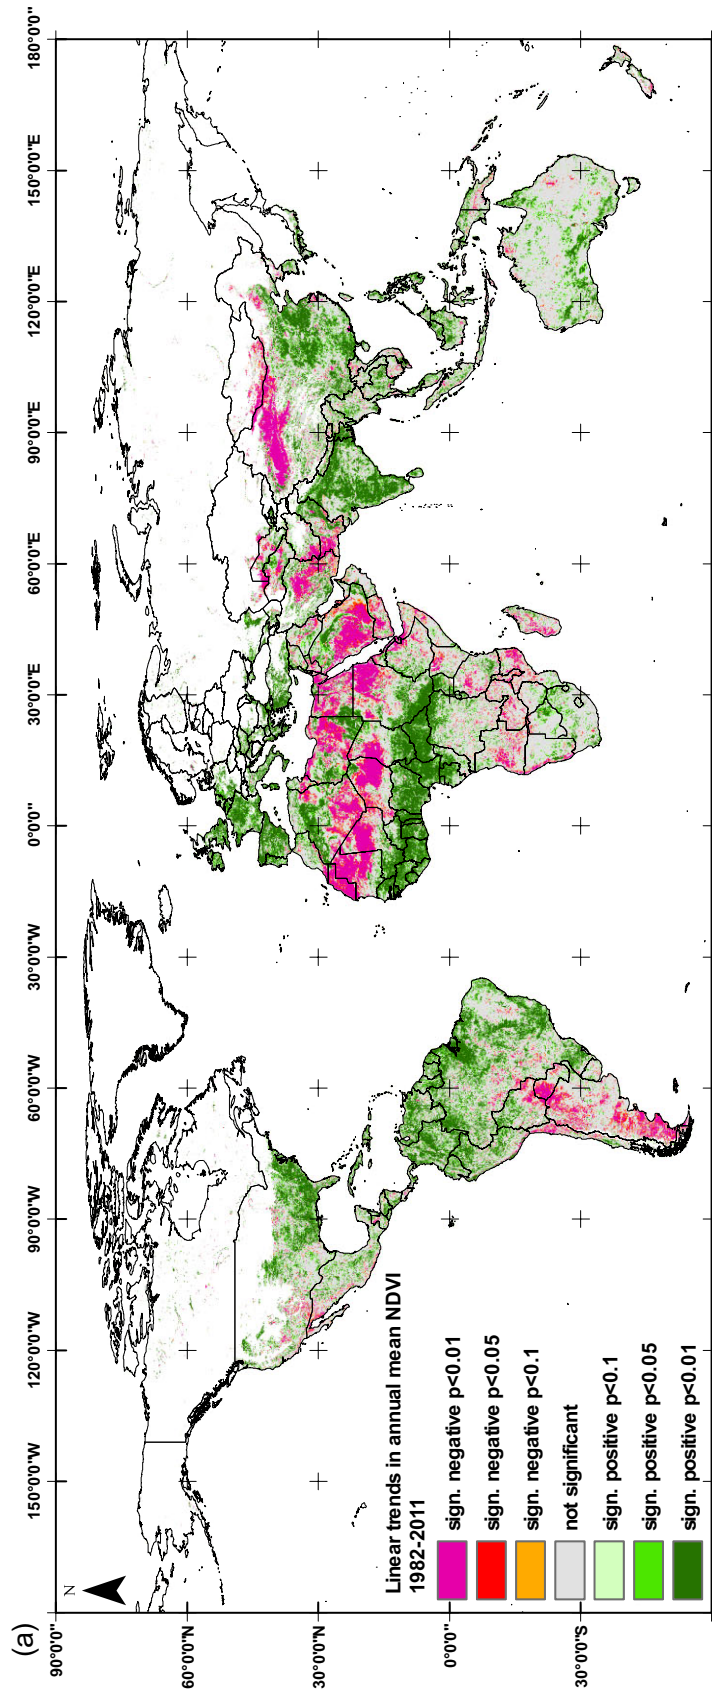 (a)
N
180°0'0"
150°0'0"E
120°0'0"E
90°0'0"E
60°0'0"E
30°0'0"E
0°0'0"
30°0'0"W
60°0'0"W
90°0'0"W
120°0'0"W
150°0'0"W
90°0'0"N
60°0'0"N
30°0'0"N
0°0'0"
30°0'0"S
Linear trends in annual mean NDVI
1982-2011
sign. negative p<0.01
sign. negative p<0.05
sign. negative p<0.1
not significant
sign. positive p<0.1
sign. positive p<0.05
sign. positive p<0.01